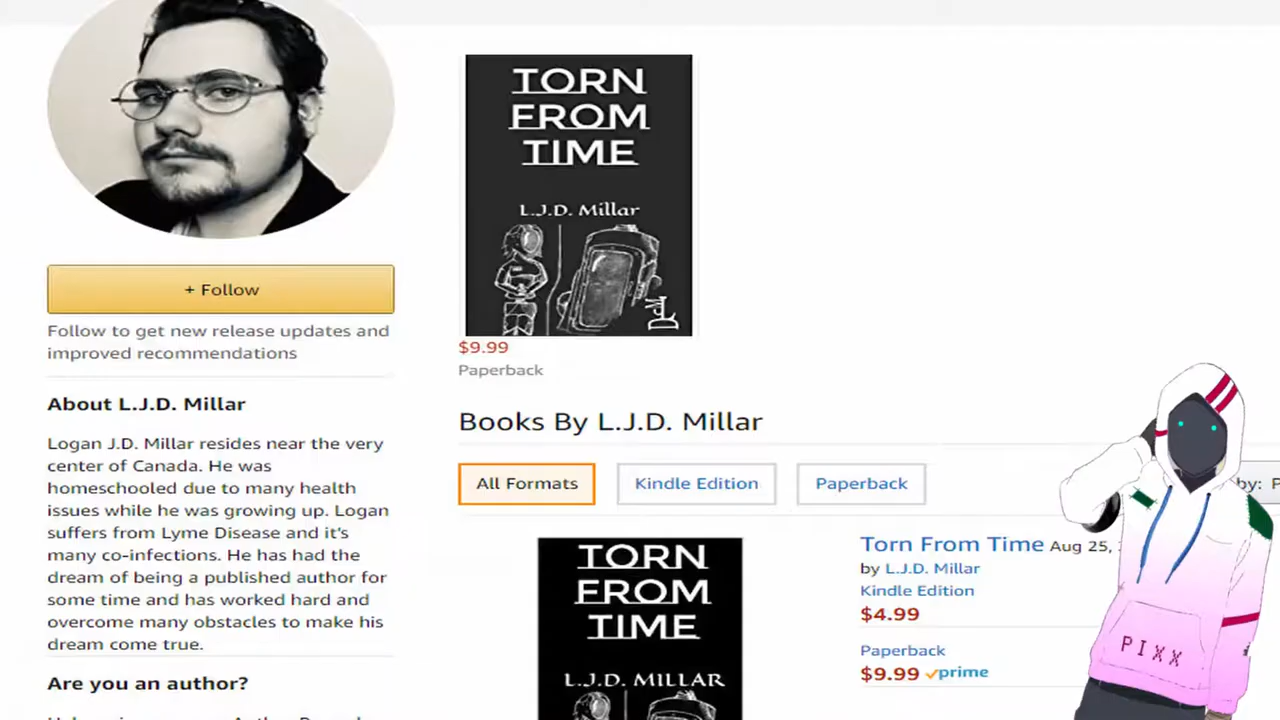 + Follow
Follow to get new release updates and
improved recommendations
About L.J.D. Millar
Logan J.D. Millar resides near the very
center of Canada. He was
homeschooled due to many health
issues while he was growing up. Logan
suffers from Lyme Disease and it's
many co-infections. He has had the
dream of being a published author for
some time and has worked hard and
overcome many obstacles to make his
dream come true.
Are you an author?
TORN
FROM
TIME
L.J.D. Millar
$9.99
Paperback
Books By L.J.D. Millar
All Formats
Kindle Edition
Paperback
by:
TORN
FROM
TIME
L.J.D. MILLAR
Torn From Time Aug 25,
by L.J.D. Millar
Kindle Edition
$4.99
Paperback
$9.99 prime
PIXX